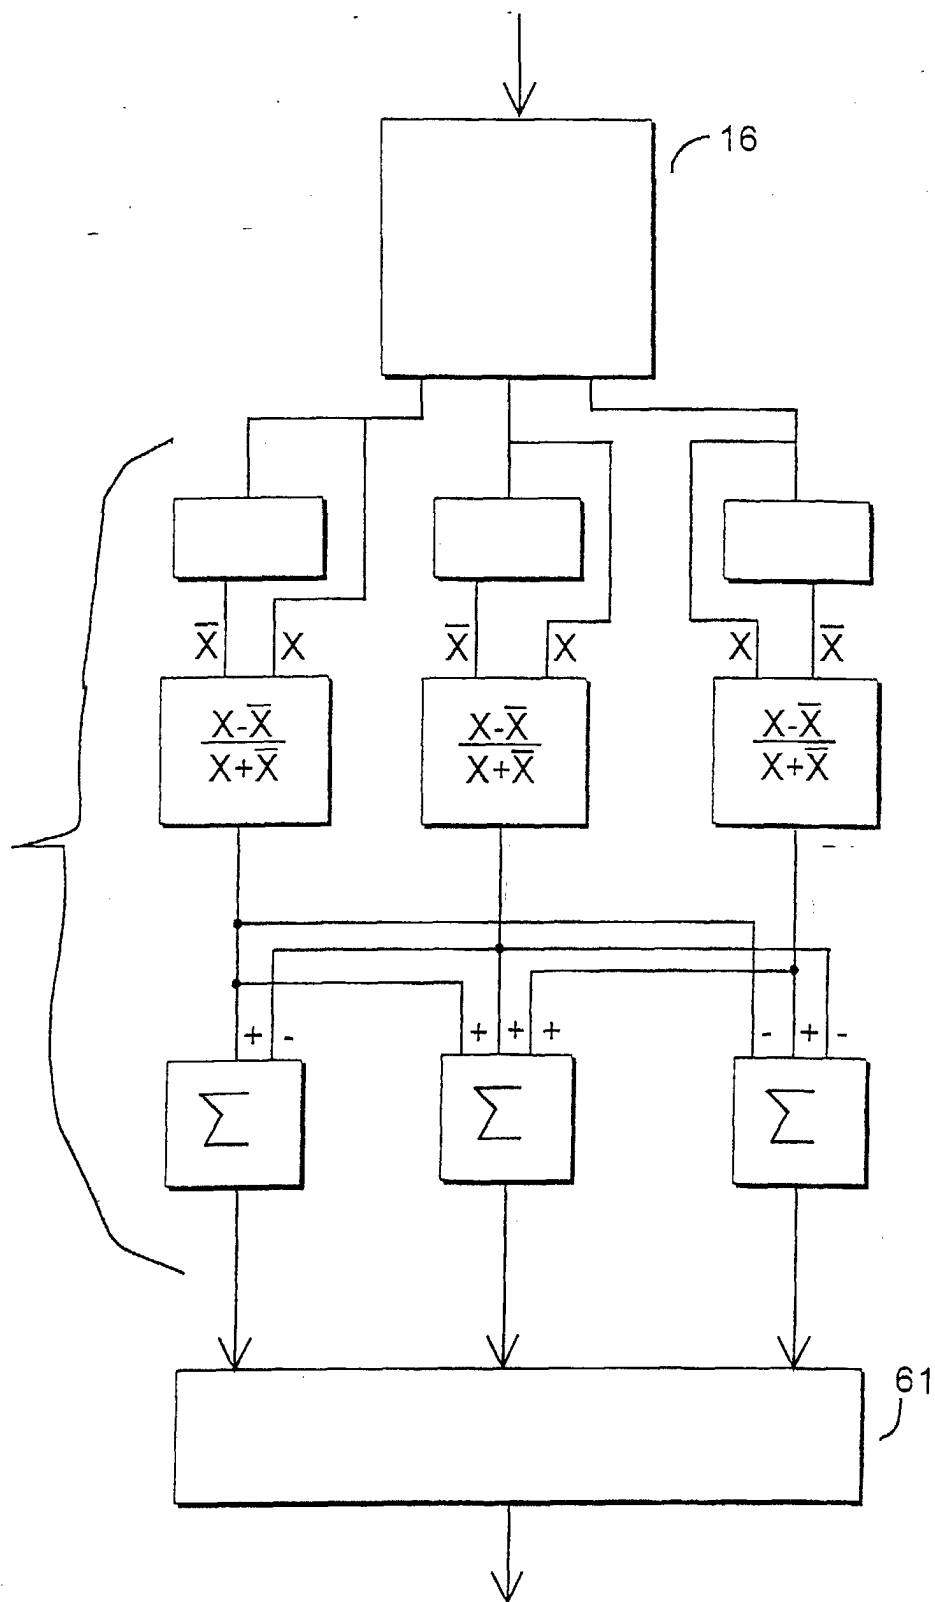 16
X̅ X X̅ X X X̅
X-X̅ X-X̅ X-X̅
X+X̅ X+X̅ X+X̅
+ - + + + - + -
Σ Σ Σ
61